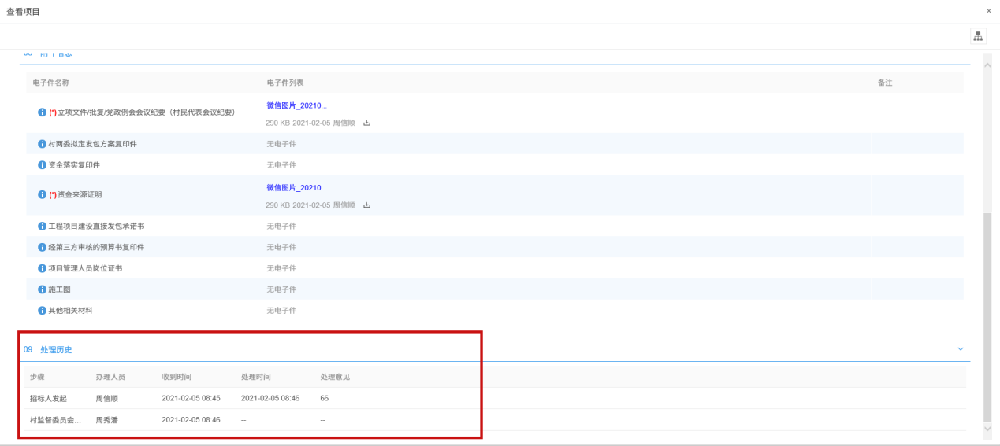 查看项目
×
08 附件信息
电子件名称 电子件列表 备注
(*)立项文件/批复/党政例会会议纪要（村民代表会议纪要）
微信图片_20210...
290 KB 2021-02-05 周信顺
村两委拟定发包方案复印件 无电子件
资金落实复印件 无电子件
(*)资金来源证明
微信图片_20210...
290 KB 2021-02-05 周信顺
工程项目建设直接发包承诺书 无电子件
经第三方审核的预算书复印件 无电子件
项目管理人员岗位证书 无电子件
施工图 无电子件
其他相关材料 无电子件
09 处理历史
步骤 办理人员 收到时间 处理时间 处理意见
招标人发起 周信顺 2021-02-05 08:45 2021-02-05 08:46 66
村监督委员会... 周秀潘 2021-02-05 08:46 -- --